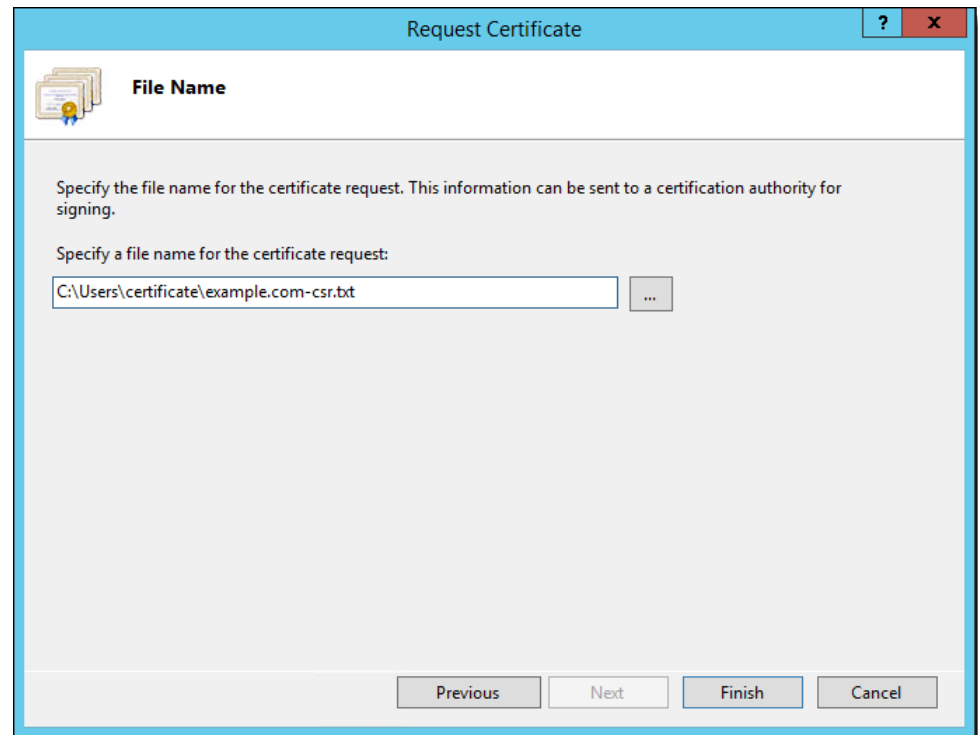 Request Certificate
?
x
File Name
Specify the file name for the certificate request. This information can be sent to a certification authority for
signing.
Specify a file name for the certificate request:
C:\Users\certificate\example.com-csr.txt
...
Previous
Next
Finish
Cancel